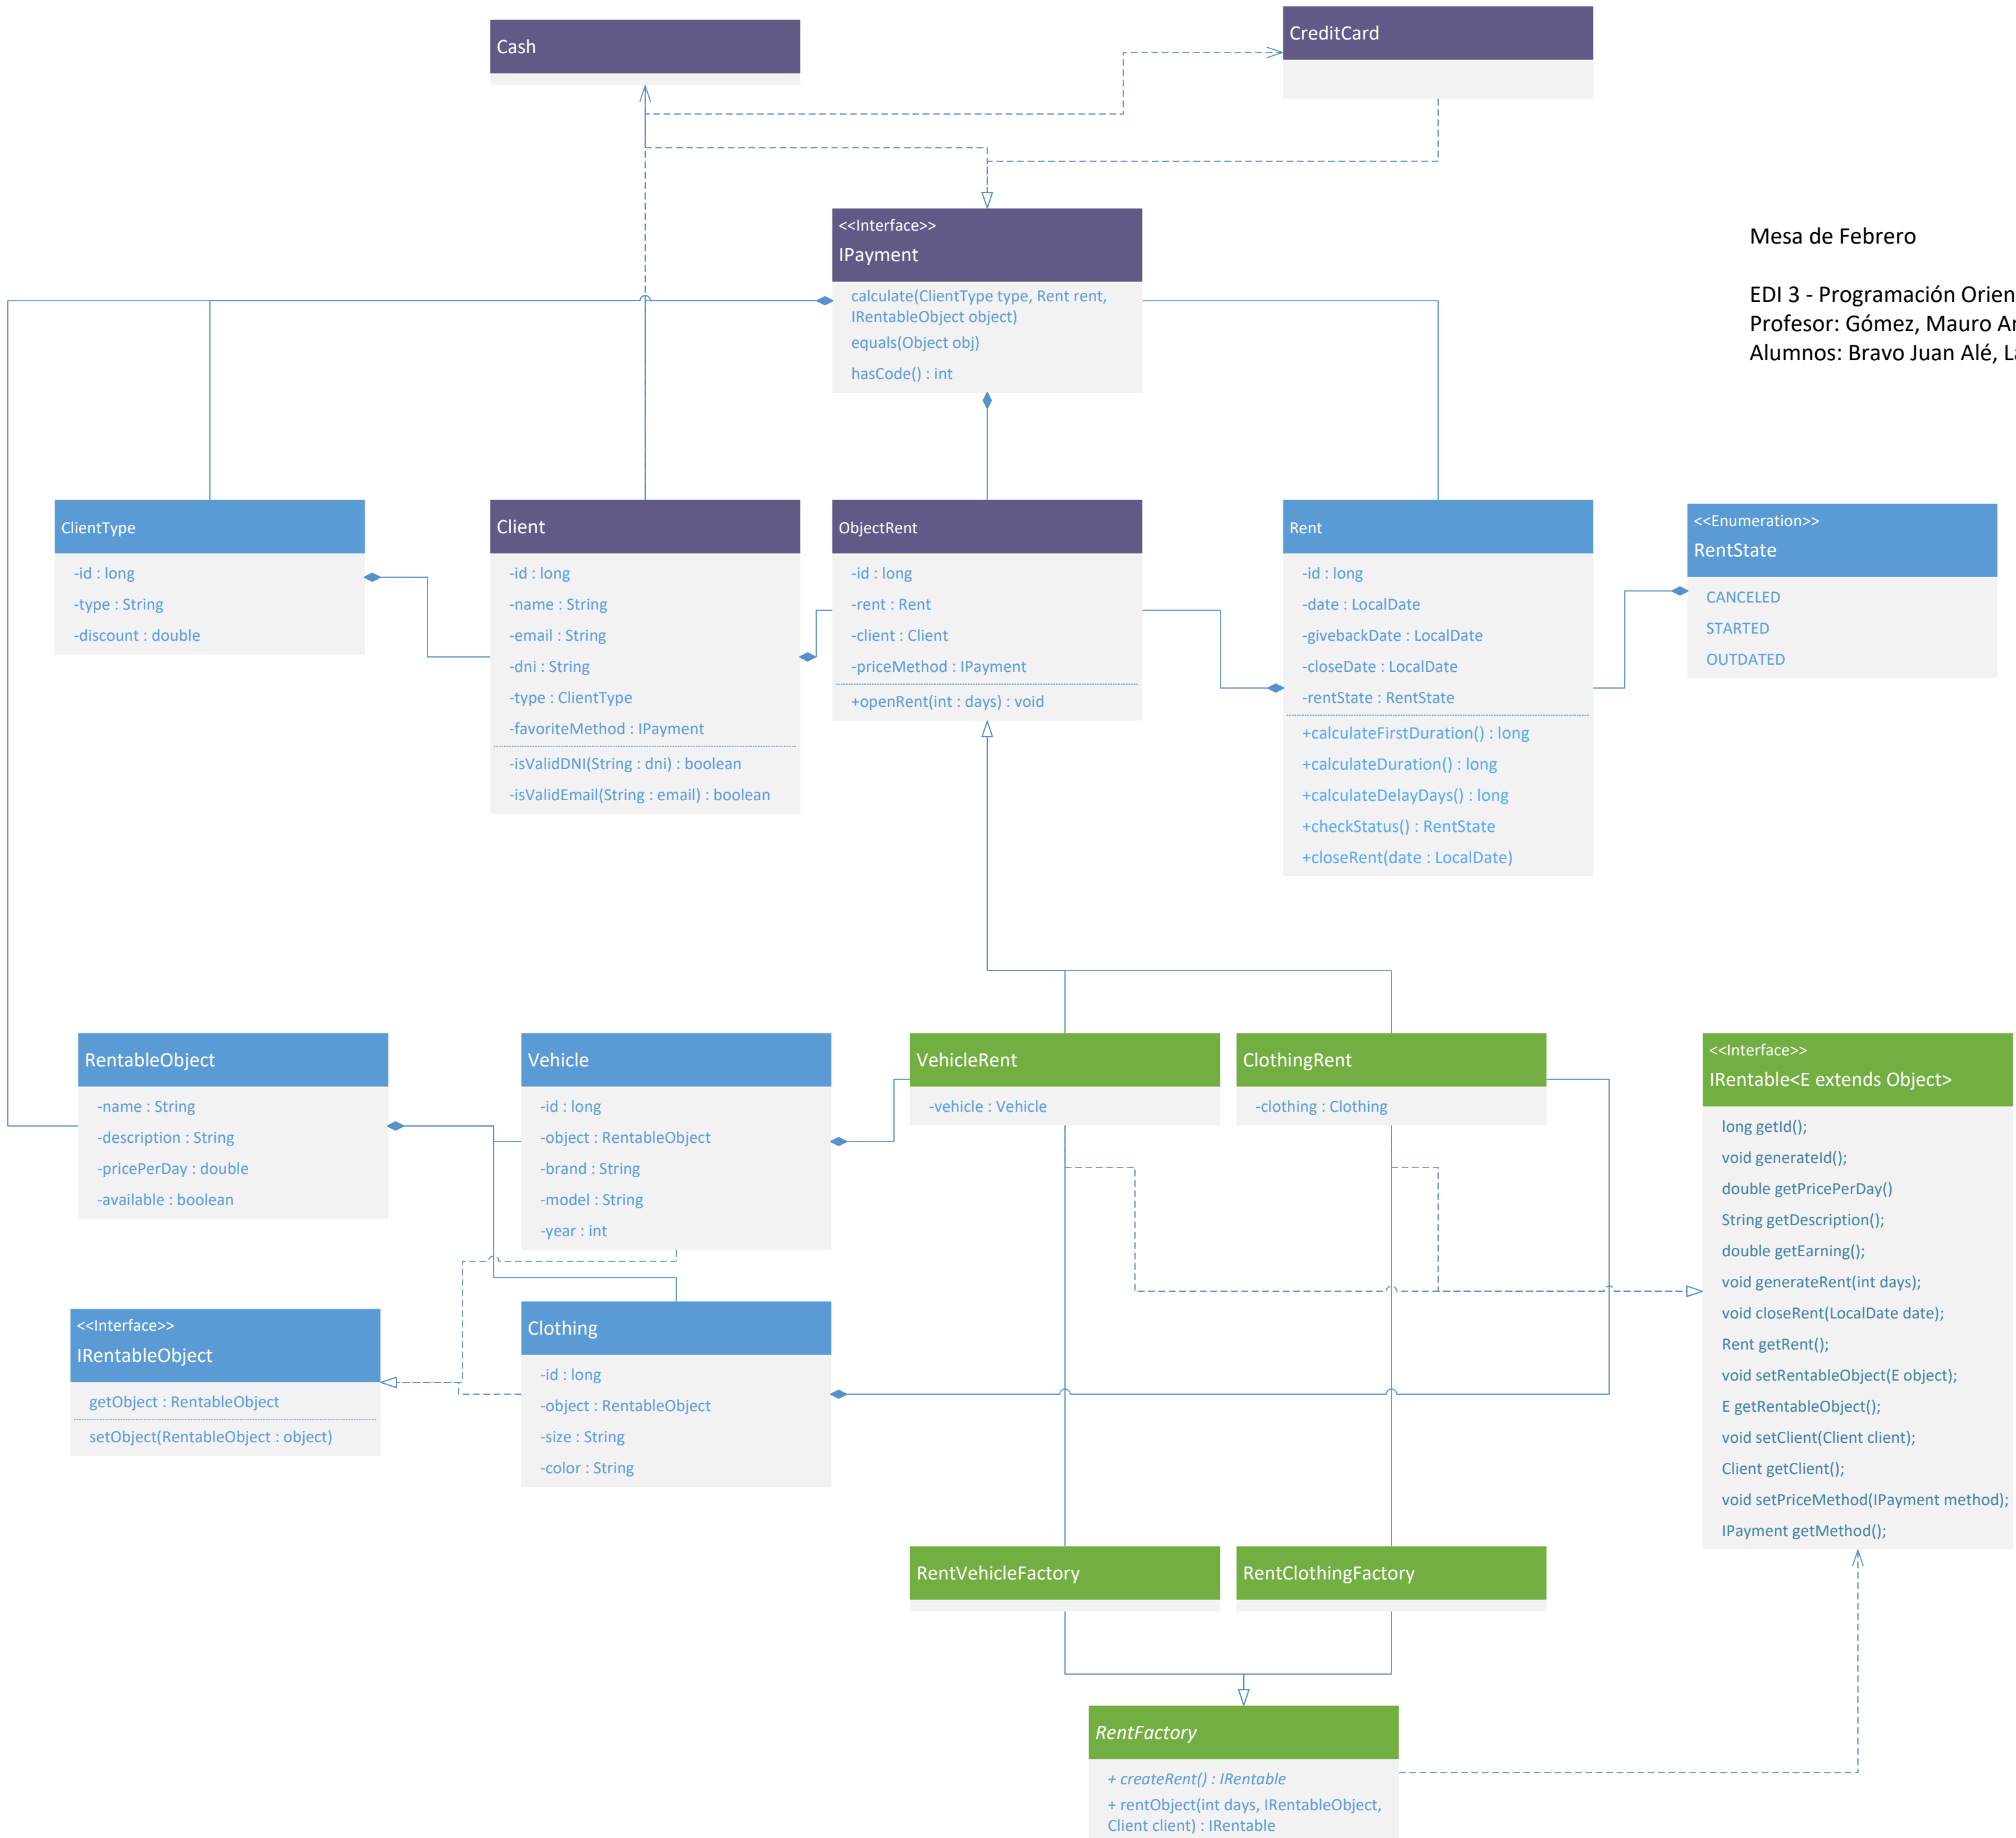 Cash
CreditCard
<<Interface>>
IPayment
calculate(ClientType type, Rent rent,
IRentableObject object)
equals(Object obj)
hasCode() : int
Mesa de Febrero
EDI 3 - Programación
Profesor: Gómez, Mauro
Alumnos: Bravo Juan Alé,
ClientType
-id : long
-type : String
-discount : double
Client
-id : long
-name : String
-email : String
-dni : String
-type : ClientType
-favoriteMethod : IPayment
-isValidDNI(String : dni) : boolean
-isValidEmail(String : email) : boolean
ObjectRent
-id : long
-rent : Rent
-client : Client
-priceMethod : IPayment
+openRent(int : days) : void
Rent
-id : long
-date : LocalDate
-givebackDate : LocalDate
-closeDate : LocalDate
-rentState : RentState
+calculateFirstDuration() : long
+calculateDuration() : long
+calculateDelayDays() : long
+checkStatus() : RentState
+closeRent(date : LocalDate)
<<Enumeration>>
RentState
CANCELED
STARTED
OUTDATED
RentableObject
-name : String
-description : String
-pricePerDay : double
-available : boolean
Vehicle
-id : long
-object : RentableObject
-brand : String
-model : String
-year : int
VehicleRent
-vehicle : Vehicle
ClothingRent
-clothing : Clothing
<<Interface>>
IRentable<E extends Object>
long getId();
void generateId();
double getPricePerDay()
String getDescription();
double getEarning();
void generateRent(int days);
void closeRent(LocalDate date);
Rent getRent();
void setRentableObject(E object);
E getRentableObject();
void setClient(Client client);
Client getClient();
void setPriceMethod(IPayment method);
IPayment getMethod();
<<Interface>>
IRentableObject
getObject : RentableObject
setObject(RentableObject : object)
Clothing
-id : long
-object : RentableObject
-size : String
-color : String
RentVehicleFactory
RentClothingFactory
RentFactory
+ createRent() : IRentable
+ rentObject(int days, IRentableObject,
Client client) : IRentable